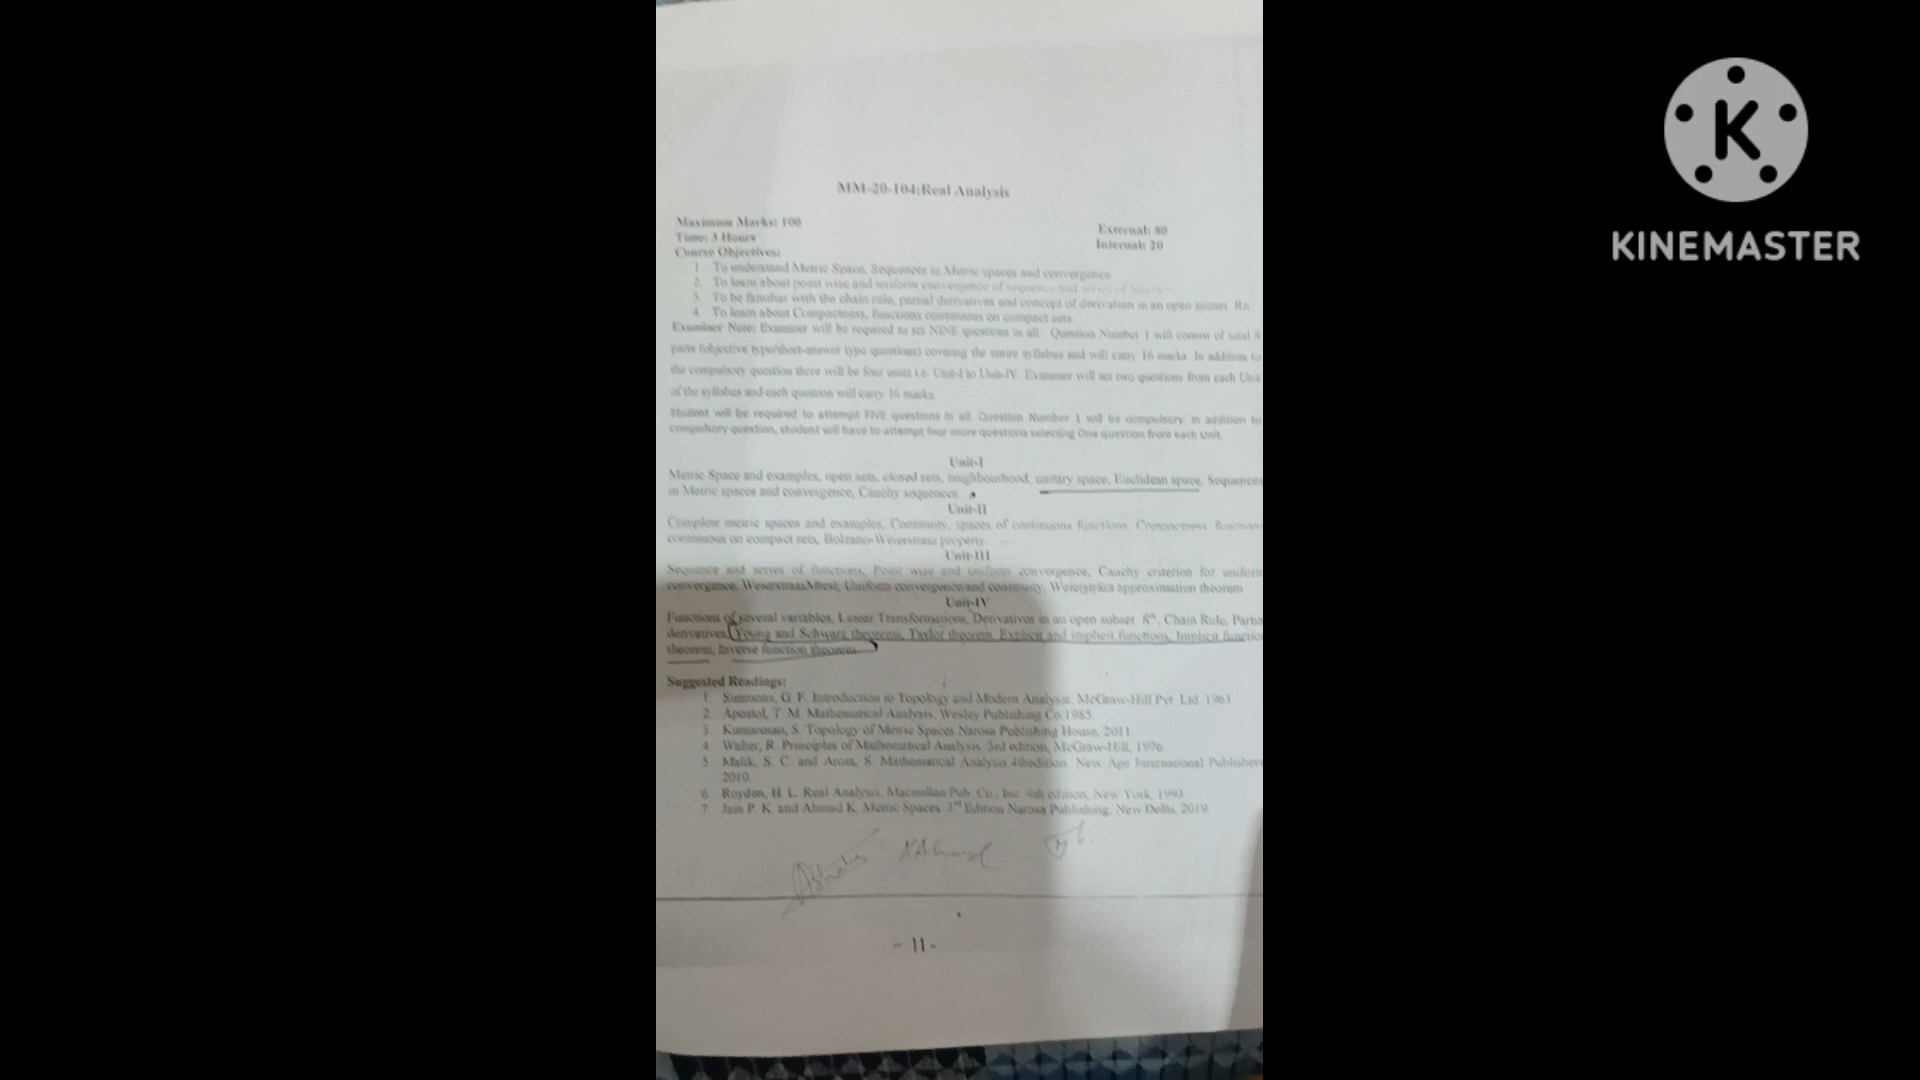 KINEMASTER
MM-20-104:Real Analysis
Maximum Marks: 100
External: 80
Time: 3 Hours
Internal: 20
Course Objectives:
1. To understand Metric Space, Sequences in Metric spaces and convergence
2. To learn about point wise and uniform convergence of sequence and series of functions
3. To be familiar with the chain rule, partial derivatives and concept of derivation in an open subset Rn
4. To learn about Compactness, functions continuous on compact sets.
Examiner Note: Examiner will be required to set NINE questions in all. Question Number 1 will consist of total 8
parts (objective type/short-answer type questions) covering the entire syllabus and will carry 16 marks. In addition to
the compulsory question there will be four units i.e. Unit-I to Unit-IV. Examiner will set two questions from each Unit
of the syllabus and each question will carry 16 marks.
Student will be required to attempt FIVE questions in all. Question Number 1 will be compulsory. In addition to
compulsory question, student will have to attempt four more questions selecting One question from each Unit.
Unit-I
Metric Space and examples, open sets, closed sets, neighbourhood, unitary space, Euclidean space, Sequences
in Metric spaces and convergence, Cauchy sequences.
Unit-II
Complete metric spaces and examples, Continuity, spaces of continuous functions. Compactness, functions
continuous on compact sets, Bolzano-Weierstrass property.
Unit-III
Sequence and series of functions, Point wise and uniform convergence, Cauchy criterion for uniform
convergence, WeierstrassMtest, Uniform convergence and continuity, Weierstrass approximation theorem
Unit-IV
Functions of several variables, Linear Transformations, Derivatives in an open subset Rⁿ, Chain Rule, Partia
derivatives, Young and Schwarz theorems, Taylor theorem, Explicit and implicit functions, Implicit functio
theorem, Inverse function theorem.
Suggested Readings:
1. Simmons, G. F. Introduction to Topology and Modern Analysis. McGraw-Hill Pvt. Ltd. 1963
2. Apostol, T. M. Mathematical Analysis. Wesley Publishing Co.1985.
3. Kumaresan, S. Topology of Metric Spaces Narosa Publishing House, 2011.
4. Walter, R. Principles of Mathematical Analysis. 3rd edition, McGraw-Hill, 1976.
5. Malik, S. C. and Arora, S. Mathematical Analysis 4thedition. New Age International Publishers
2010.
6. Royden, H. L. Real Analysis, Macmillan Pub. Co., Inc. 4th edition, New York, 1993.
7. Jain P. K. and Ahmad K. Metric Spaces. 3rd Edition Narosa Publishing, New Delhi, 2019.
KAhmad
- 11 -